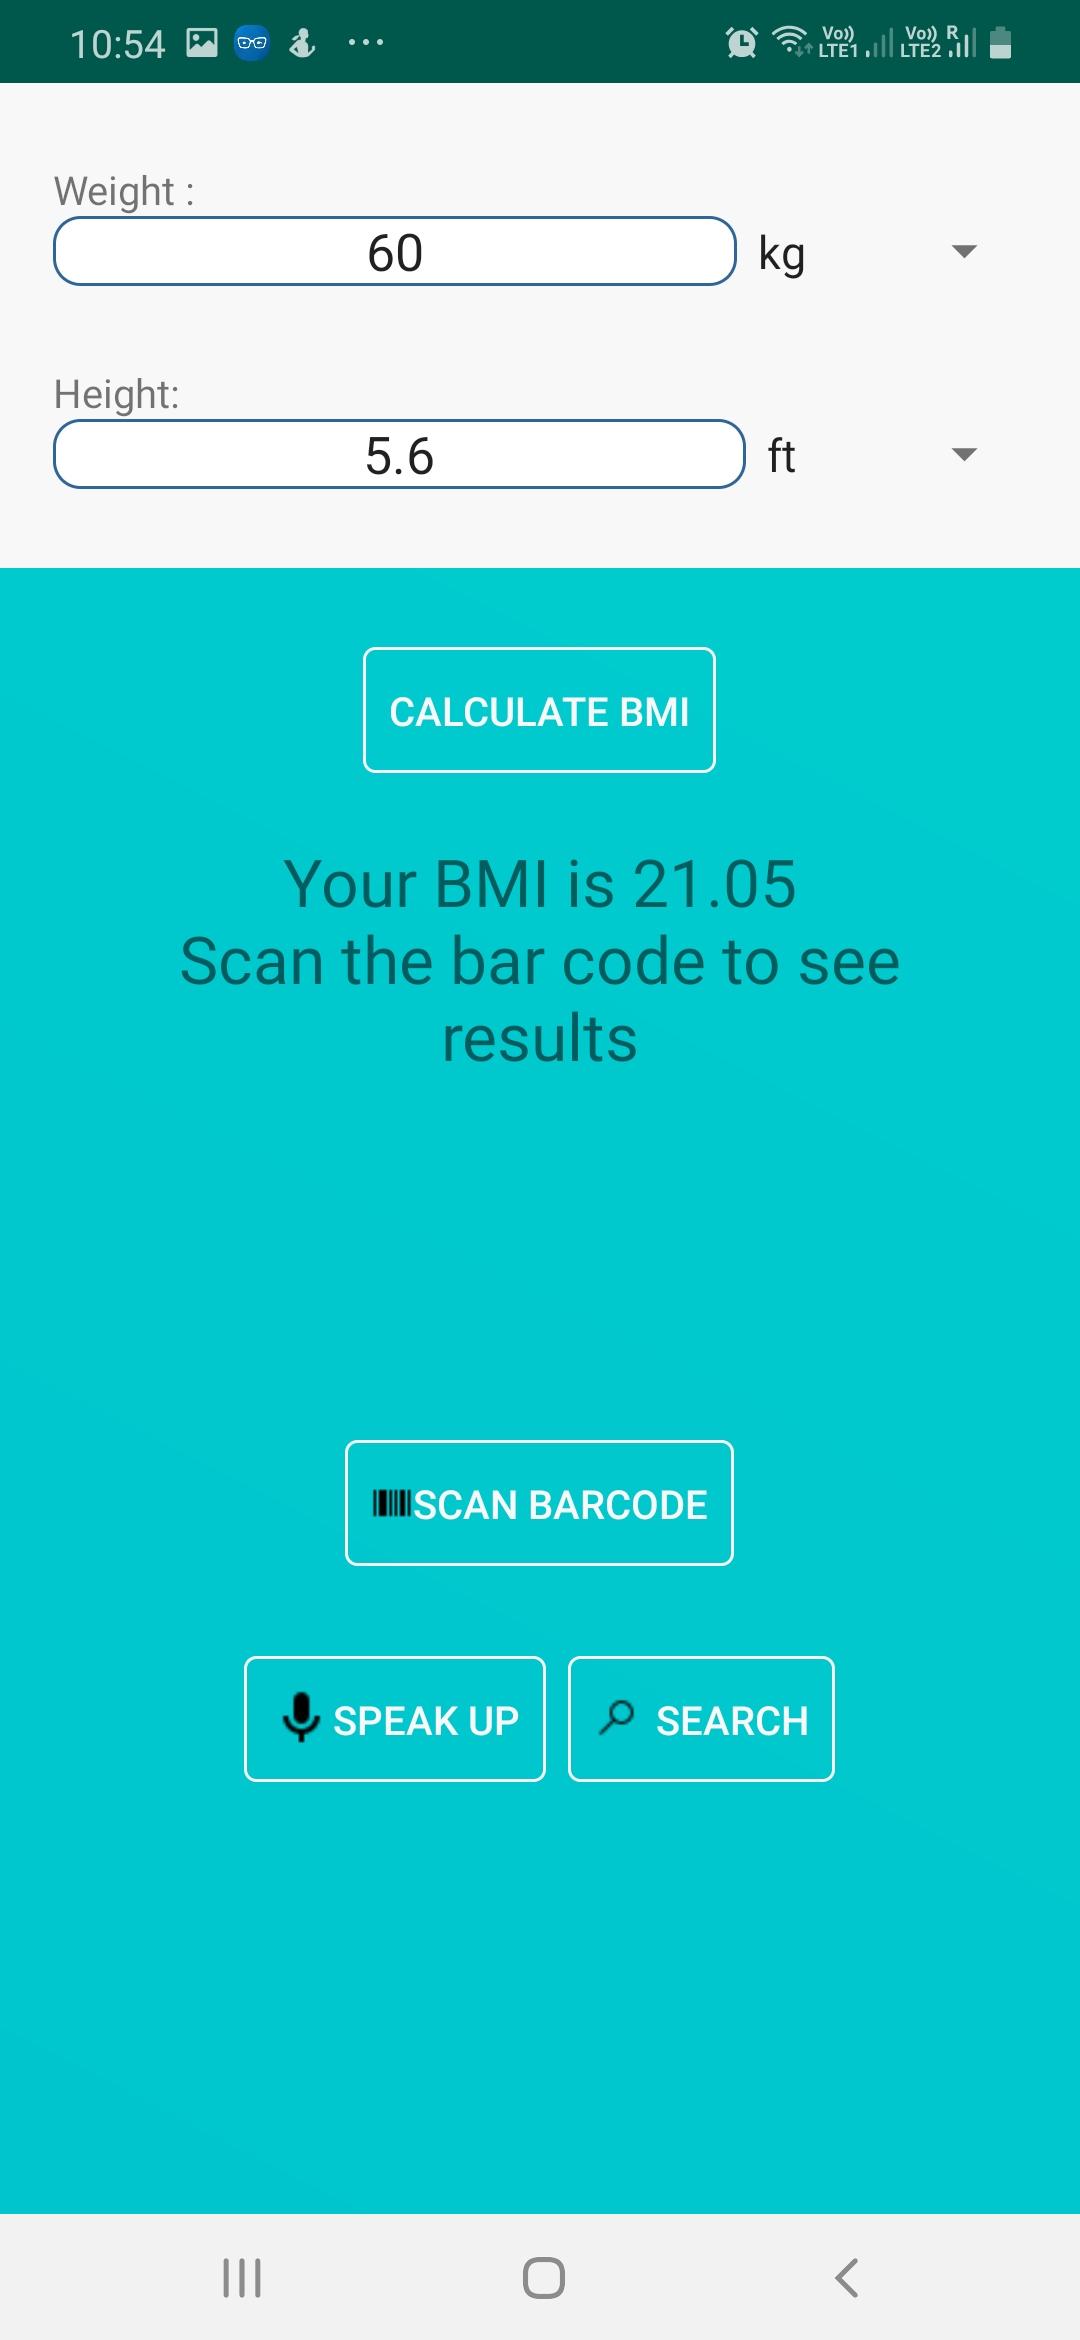 10:54 Vo)) LTE1 Vo)) R LTE2
Weight :
60 kg
Height:
5.6 ft
CALCULATE BMI
Your BMI is 21.05
Scan the bar code to see
results
SCAN BARCODE
SPEAK UP SEARCH